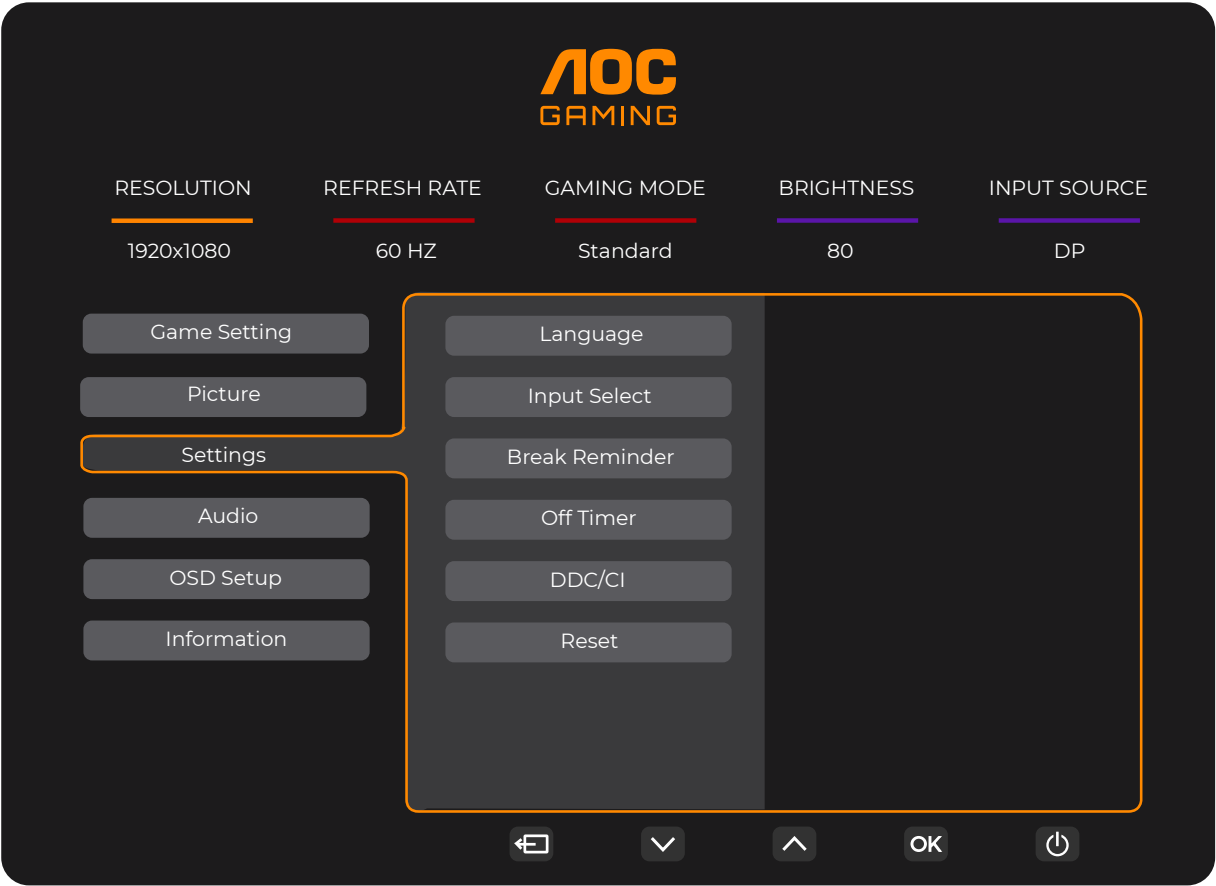 AOC
GAMING
RESOLUTION REFRESH RATE GAMING MODE BRIGHTNESS INPUT SOURCE
1920x1080 60 HZ Standard 80 DP
Game Setting
Picture
Settings
Audio
OSD Setup
Information
Language
Input Select
Break Reminder
Off Timer
DDC/CI
Reset
OK